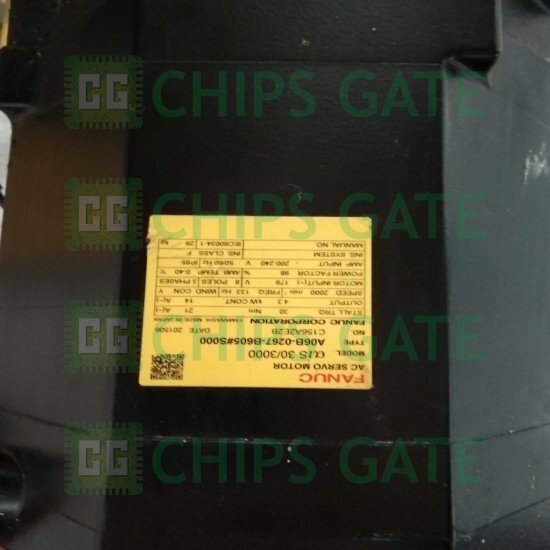 FANUC
AC SERVO MOTOR
MODEL αiS 30/3000
TYPE A06B-0267-B605#S000
NO. C156A2E2B DATE 201506
FANUC CORPORATION YAMANASHI MADE IN JAPAN
STALL TRQ 30 Nm 21 A(~)
OUTPUT 4.3 kW CONT 14 A(~)
SPEED 2000 min FREQ 133 Hz WIND CON Y
MOTOR INPUT(~) 179 V 8 POLES 3 PHASES
POWER FACTOR 98 % AMB TEMP 0-40 °C
AMP INPUT 200-240 V 50/60 Hz IP65
INS SYSTEM INS CLASS F
MANUAL NO IEC60034-1 29 kg
CG CHIPS GATE
CG CHIPS GATE
CG CHIPS GATE